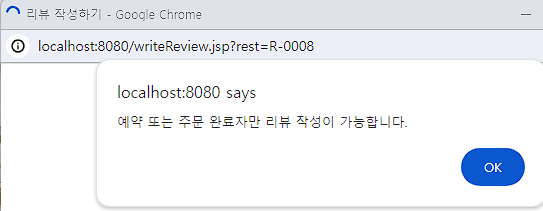 리뷰 작성하기 - Google Chrome
localhost:8080/writeReview.jsp?rest=R-0008
localhost:8080 says
예약 또는 주문 완료자만 리뷰 작성이 가능합니다.
OK